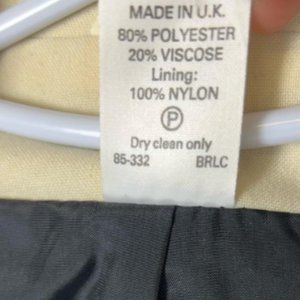 MADE IN U.K.
80% POLYESTER
20% VISCOSE
Lining:
100% NYLON
P
Dry clean only
85-332 BRLC